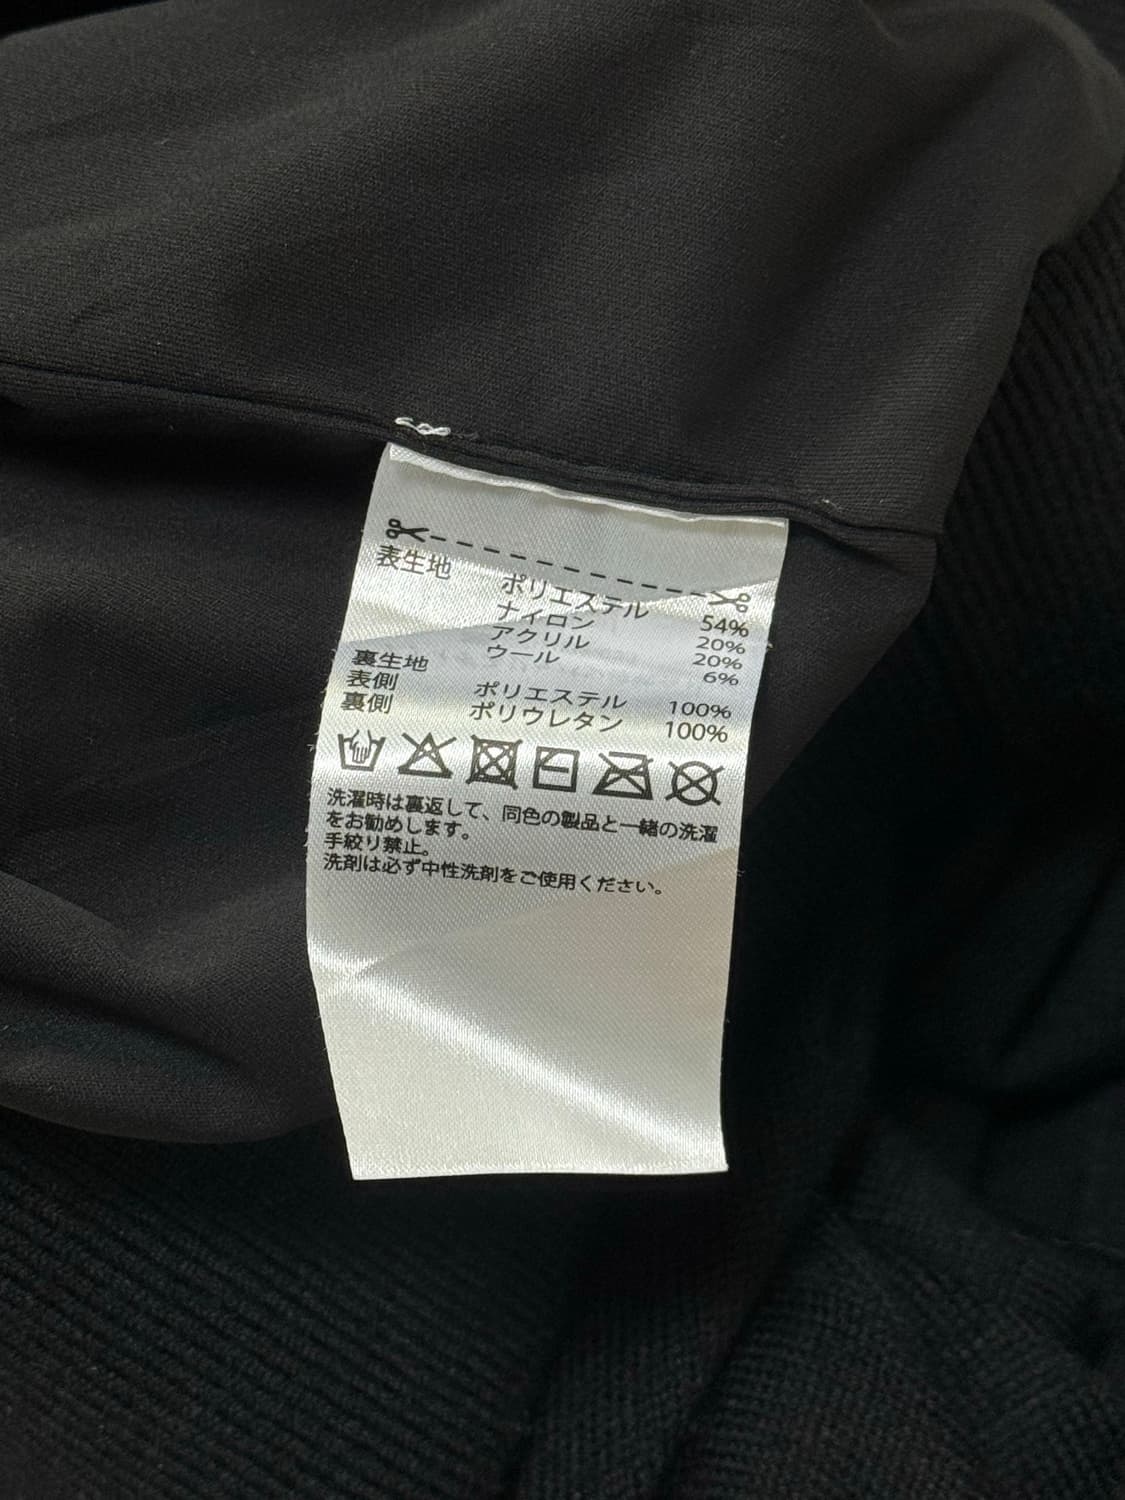 表生地 ポリエステル 54%
ナイロン 20%
アクリル 20%
ウール 6%
裏生地
表側 ポリエステル 100%
裏側 ポリウレタン 100%
洗濯時は裏返して、同色の製品と一緒の洗濯
をお勧めします。
手絞り禁止。
洗剤は必ず中性洗剤をご使用ください。